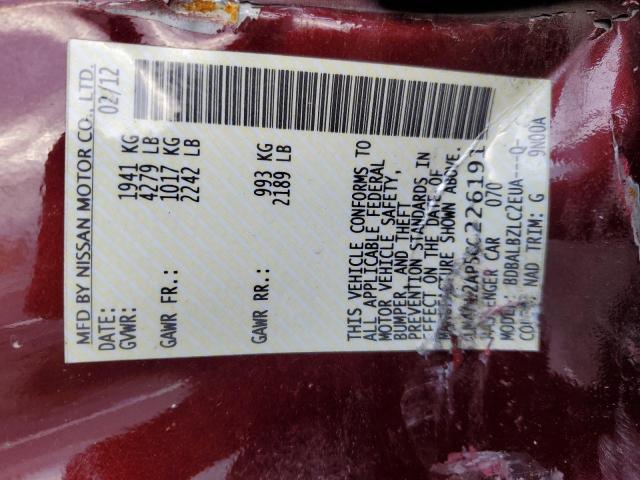 MFD BY NISSAN MOTOR CO., LTD.
DATE: 02/12
GVWR: 1941 KG
4279 LB
GAWR FR.: 1017 KG
2242 LB
GAWR RR.: 993 KG
2189 LB
THIS VEHICLE CONFORMS TO
ALL APPLICABLE FEDERAL
MOTOR VEHICLE SAFETY,
BUMPER, AND THEFT
PREVENTION STANDARDS IN
EFFECT ON THE DATE OF
MANUFACTURE SHOWN ABOVE.
PASSENGER CAR 070
MODEL: BDBALBZLC2EUA---Q-
COLOR: NAD TRIM: G 9N00A